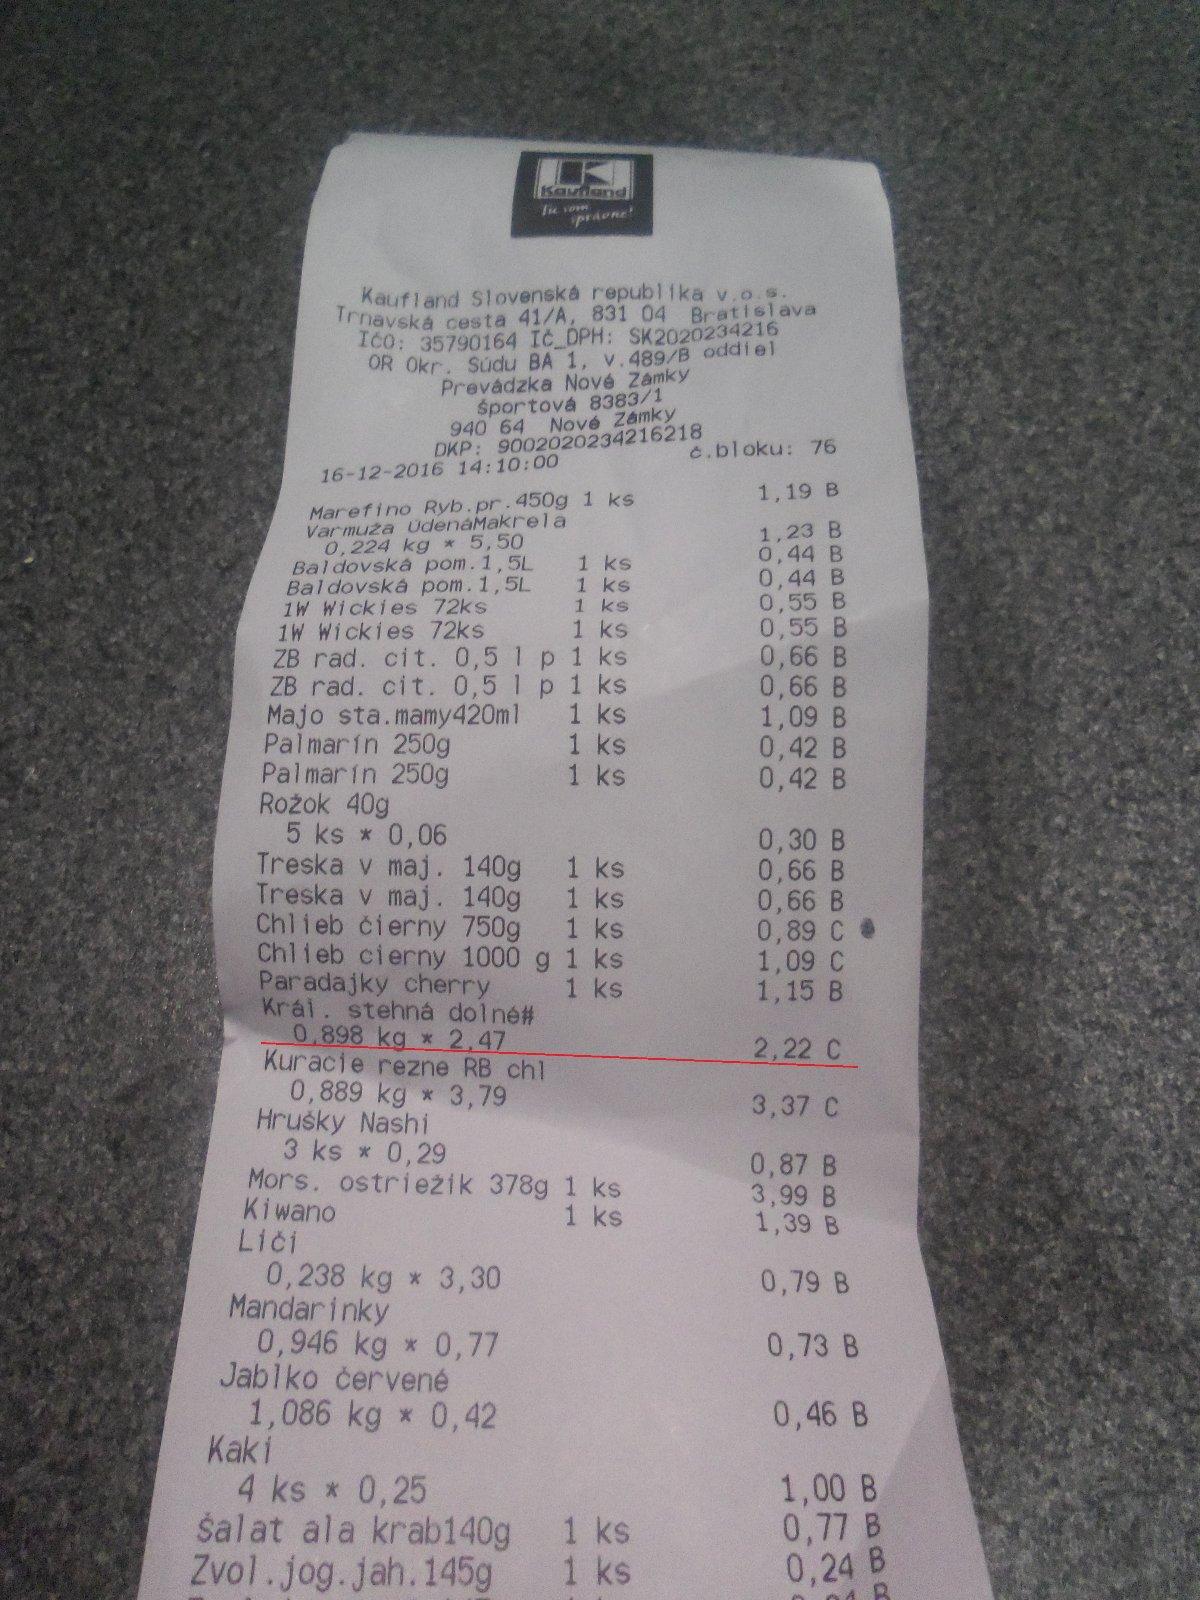 Kaufland
Tu som
správne!
Kaufland Slovenská republika v.o.s.
Trnavská cesta 41/A, 831 04 Bratislava
IČO: 35790164 IČ_DPH: SK2020234216
OR Okr. Súdu BA 1, v.489/B oddiel
Prevádzka Nové Zámky
Športová 8383/1
940 64 Nové Zámky
DKP: 9002020234216218
16-12-2016 14:10:00 č.bloku: 76
Marefino Ryb.pr.450g 1 ks 1,19 B
Varmuža ÚdenáMakrela
0,224 kg * 5,50 1,23 B
Baldovská pom.1,5L 1 ks 0,44 B
Baldovská pom.1,5L 1 ks 0,44 B
1W Wickies 72ks 1 ks 0,55 B
1W Wickies 72ks 1 ks 0,55 B
ZB rad. cit. 0,5 l p 1 ks 0,66 B
ZB rad. cit. 0,5 l p 1 ks 0,66 B
Majo sta.mamy420ml 1 ks 1,09 B
Palmarín 250g 1 ks 0,42 B
Palmarín 250g 1 ks 0,42 B
Rožok 40g
5 ks * 0,06 0,30 B
Treska v maj. 140g 1 ks 0,66 B
Treska v maj. 140g 1 ks 0,66 B
Chlieb čierny 750g 1 ks 0,89 C
Chlieb cierny 1000 g 1 ks 1,09 C
Paradajky cherry 1 ks 1,15 B
Král. stehná dolné#
0,898 kg * 2,47 2,22 C
Kuracie rezne RB chl
0,889 kg * 3,79 3,37 C
Hrušky Nashi
3 ks * 0,29 0,87 B
Mors. ostriežik 378g 1 ks 3,99 B
Kiwano 1 ks 1,39 B
Liči
0,238 kg * 3,30 0,79 B
Mandarinky
0,946 kg * 0,77 0,73 B
Jablko červené
1,086 kg * 0,42 0,46 B
Kaki
4 ks * 0,25 1,00 B
Šalat ala krab140g 1 ks 0,77 B
Zvol.jog.jah.145g 1 ks 0,24 B